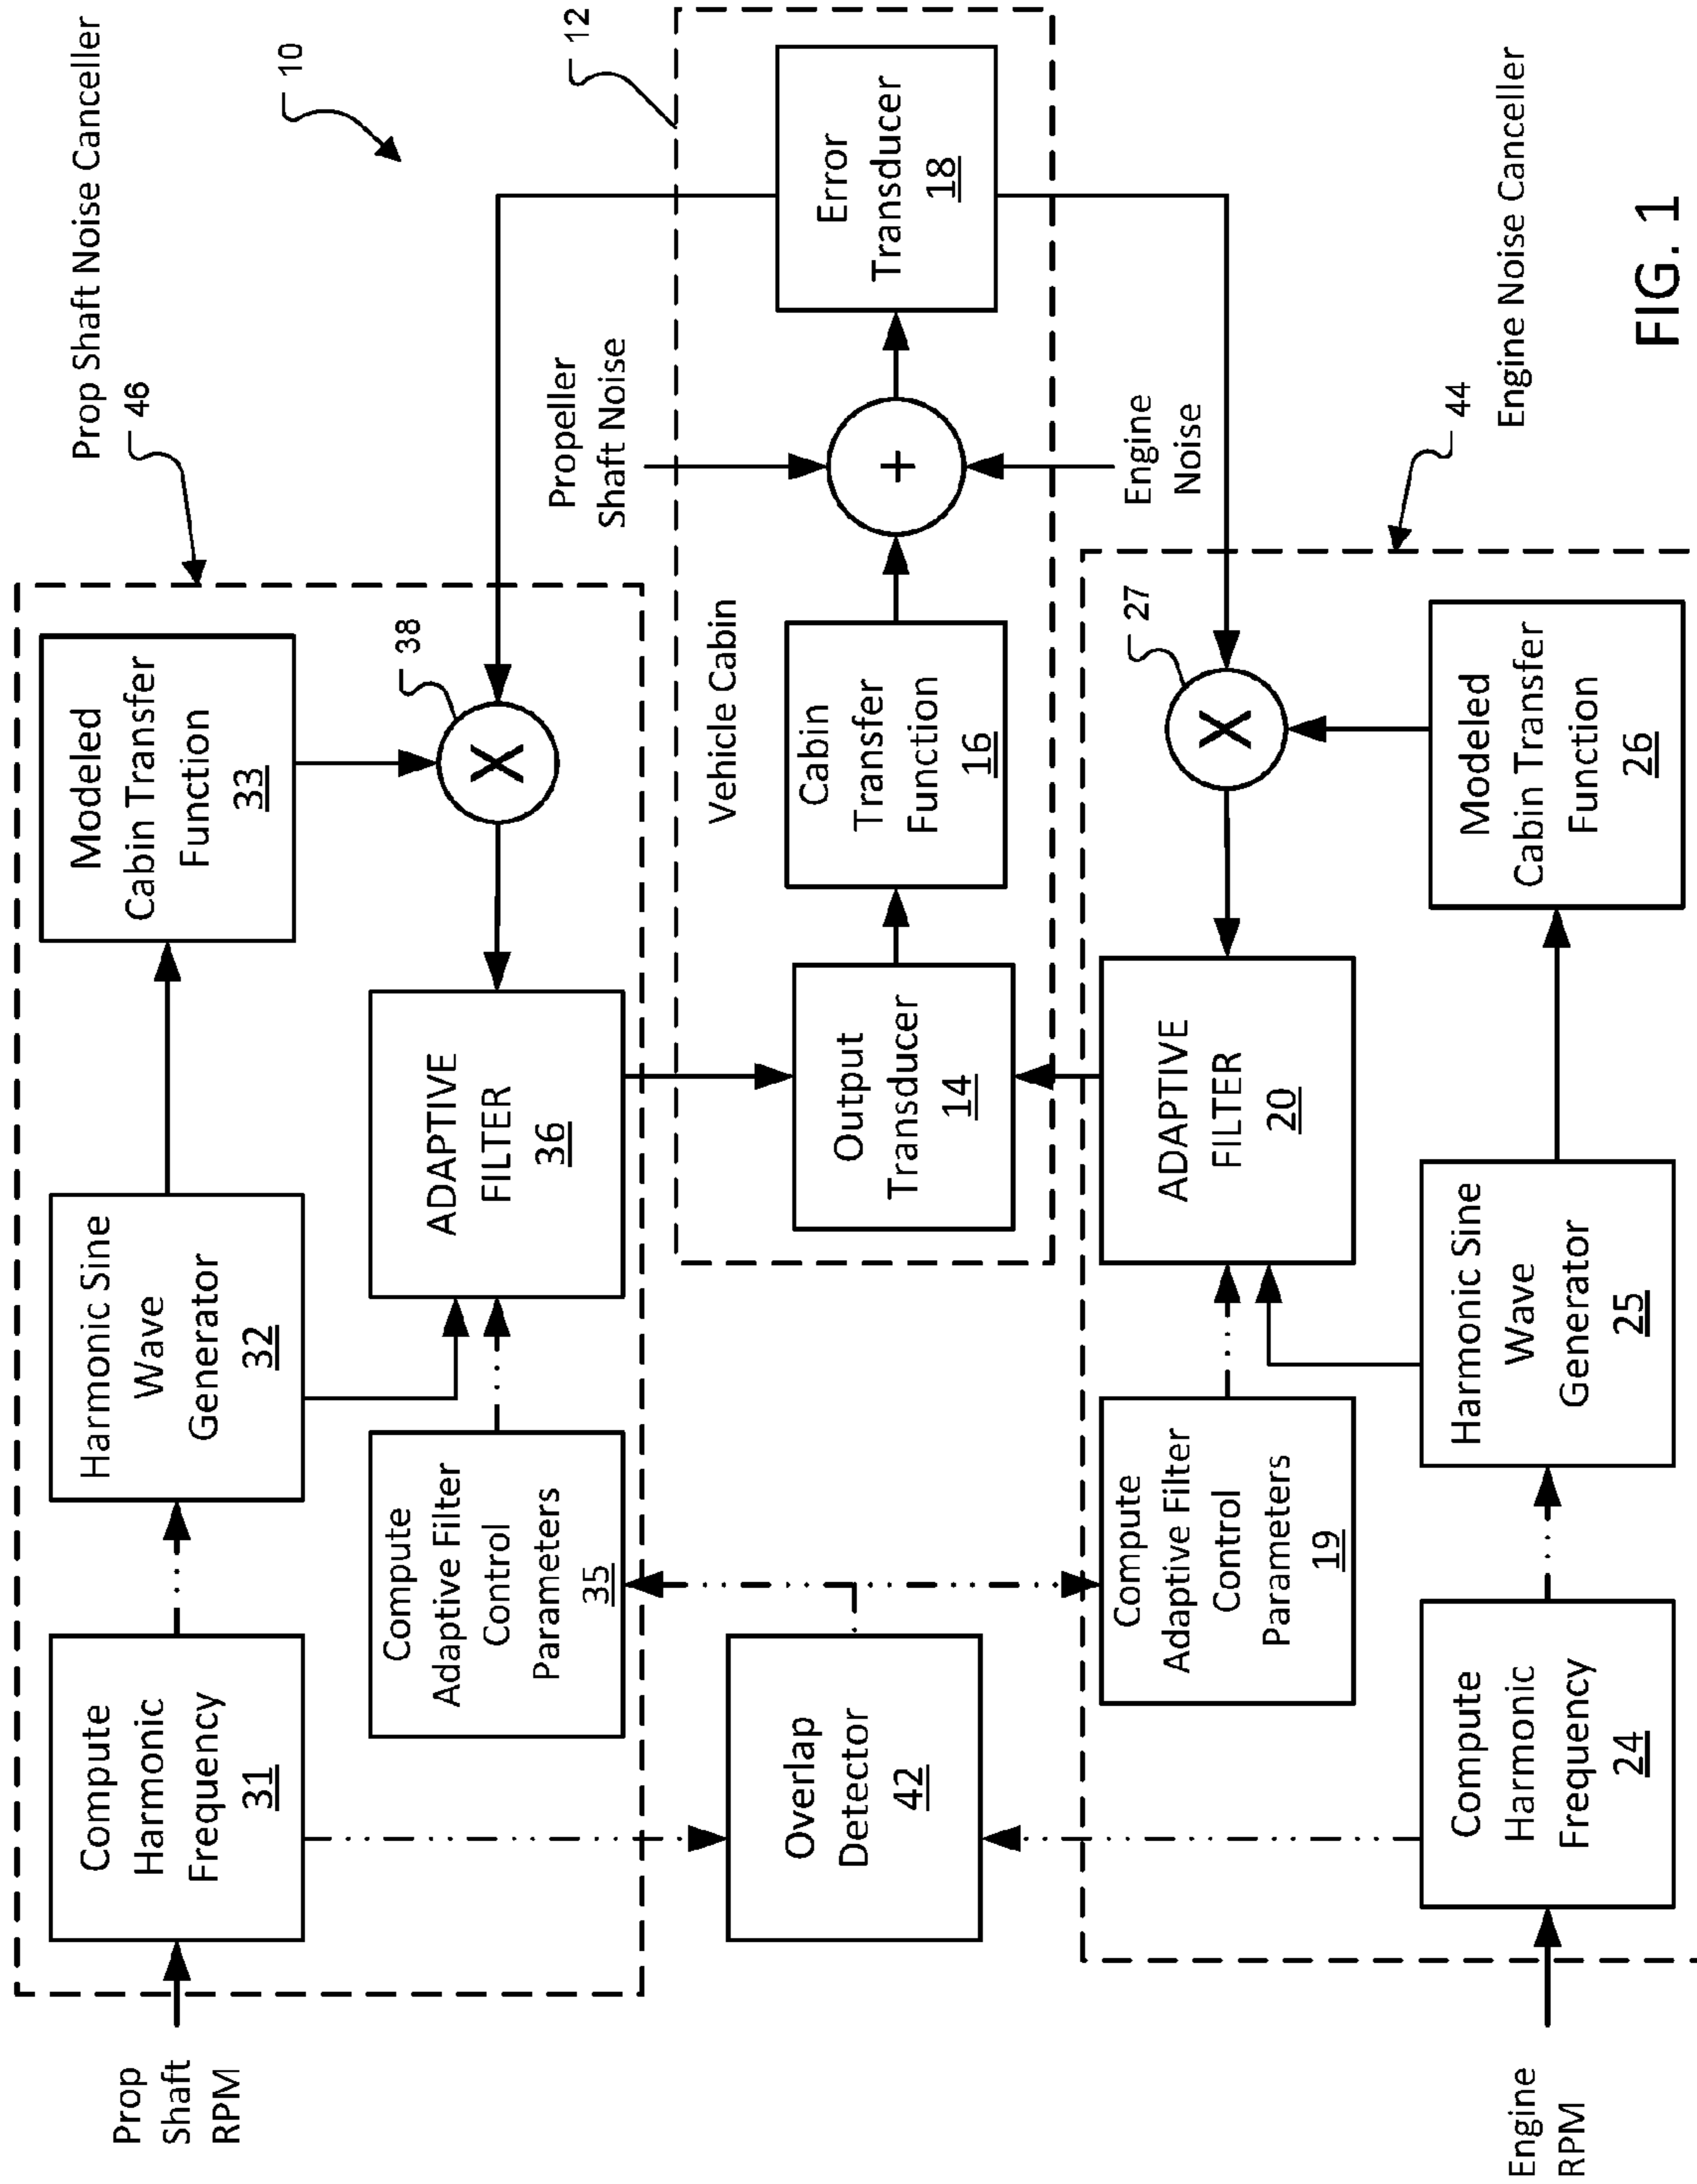 Prop Shaft Noise Canceller
46
10
Prop
Shaft
RPM
Compute
Harmonic
Frequency
31
Harmonic Sine
Wave
Generator
32
Modeled
Cabin Transfer
Function
33
Compute
Adaptive Filter
Control
Parameters
35
ADAPTIVE
FILTER
36
X
38
Propeller
Shaft Noise
12
Vehicle Cabin
Overlap
Detector
42
Output
Transducer
14
Cabin
Transfer
Function
16
+
Error
Transducer
18
Engine
Noise
Compute
Adaptive Filter
Control
Parameters
19
ADAPTIVE
FILTER
20
X
27
Engine
RPM
Compute
Harmonic
Frequency
24
Harmonic Sine
Wave
Generator
25
Modeled
Cabin Transfer
Function
26
44
Engine Noise Canceller
FIG. 1